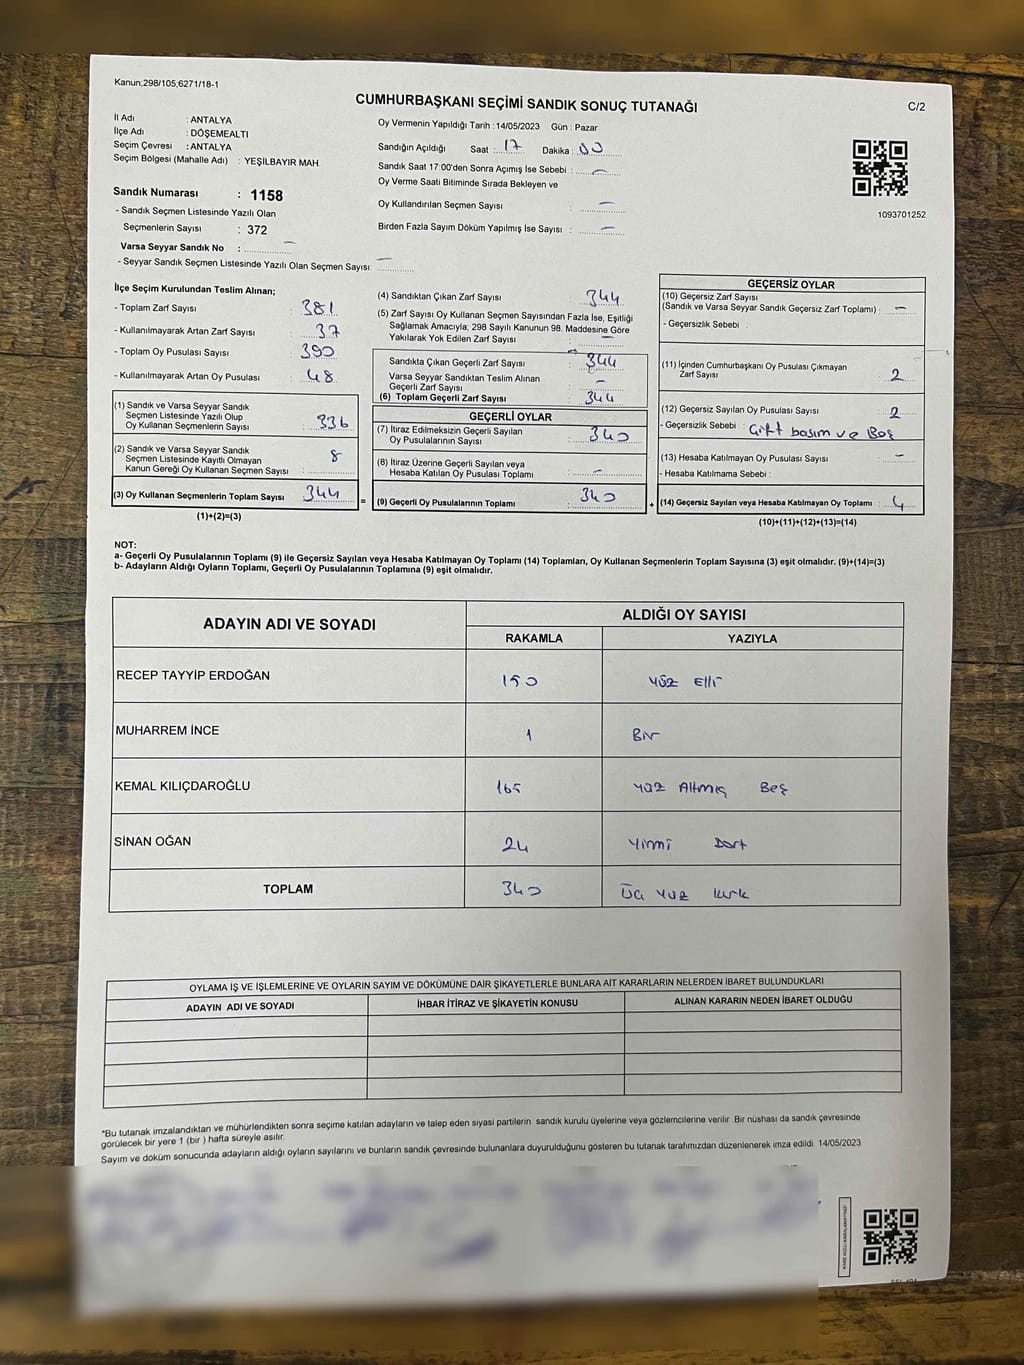 Kanun;298/105;6271/18-1
CUMHURBAŞKANI SEÇİMİ SANDIK SONUÇ TUTANAĞI
C/2
İl Adı : ANTALYA
İlçe Adı : DÖŞEMEALTI
Seçim Çevresi : ANTALYA
Seçim Bölgesi (Mahalle Adı) : YEŞİLBAYIR MAH.
Sandık Numarası : 1158
- Sandık Seçmen Listesinde Yazılı Olan
Seçmenlerin Sayısı : 372
Varsa Seyyar Sandık No : –
- Seyyar Sandık Seçmen Listesinde Yazılı Olan Seçmen Sayısı: –
Oy Vermenin Yapıldığı Tarih : 14/05/2023 Gün : Pazar
Sandığın Açıldığı Saat : 17 Dakika : 00
Sandık Saat 17:00'den Sonra Açımış İse Sebebi : –
Oy Verme Saati Bitiminde Sırada Bekleyen ve
Oy Kullandırılan Seçmen Sayısı : –
Birden Fazla Sayım Döküm Yapılmış İse Sayısı : –
1093701252
İlçe Seçim Kurulundan Teslim Alınan;
- Toplam Zarf Sayısı : 381
- Kullanılmayarak Artan Zarf Sayısı : 37
- Toplam Oy Pusulası Sayısı : 390
- Kullanılmayarak Artan Oy Pusulası : 48
(1) Sandık ve Varsa Seyyar Sandık
Seçmen Listesinde Yazılı Olup
Oy Kullanan Seçmenlerin Sayısı : 336
(2) Sandık ve Varsa Seyyar Sandık
Seçmen Listesinde Kayıtlı Olmayan
Kanun Gereği Oy Kullanan Seçmen Sayısı : 8
(3) Oy Kullanan Seçmenlerin Toplam Sayısı : 344
(1)+(2)=(3)
=
(4) Sandıktan Çıkan Zarf Sayısı : 344
(5) Zarf Sayısı Oy Kullanan Seçmen Sayısından Fazla İse, Eşitliği
Sağlamak Amacıyla, 298 Sayılı Kanunun 98. Maddesine Göre
Yakılarak Yok Edilen Zarf Sayısı : –
Sandıkta Çıkan Geçerli Zarf Sayısı : 344
Varsa Seyyar Sandıktan Teslim Alınan
Geçerli Zarf Sayısı : –
(6) Toplam Geçerli Zarf Sayısı : 344
GEÇERLİ OYLAR
(7) İtiraz Edilmeksizin Geçerli Sayılan
Oy Pusulalarının Sayısı : 340
(8) İtiraz Üzerine Geçerli Sayılan veya
Hesaba Katılan Oy Pusulası Toplamı : –
(9) Geçerli Oy Pusulalarının Toplamı : 340
+
GEÇERSİZ OYLAR
(10) Geçersiz Zarf Sayısı
(Sandık ve Varsa Seyyar Sandık Geçersiz Zarf Toplamı) : –
- Geçersizlik Sebebi :
(11) İçinden Cumhurbaşkanı Oy Pusulası Çıkmayan
Zarf Sayısı : 2
(12) Geçersiz Sayılan Oy Pusulası Sayısı : 2
- Geçersizlik Sebebi : Çift basım ve Boş
(13) Hesaba Katılmayan Oy Pusulası Sayısı : –
- Hesaba Katılmama Sebebi :
(14) Geçersiz Sayılan veya Hesaba Katılmayan Oy Toplamı : 4
(10)+(11)+(12)+(13)=(14)
NOT:
a- Geçerli Oy Pusulalarının Toplamı (9) ile Geçersiz Sayılan veya Hesaba Katılmayan Oy Toplamı (14) Toplamları, Oy Kullanan Seçmenlerin Toplam Sayısına (3) eşit olmalıdır. (9)+(14)=(3)
b- Adayların Aldığı Oyların Toplamı, Geçerli Oy Pusulalarının Toplamına (9) eşit olmalıdır.
ADAYIN ADI VE SOYADI ALDIĞI OY SAYISI
RAKAMLA YAZIYLA
RECEP TAYYİP ERDOĞAN 150 Yüz Elli
MUHARREM İNCE 1 Bir
KEMAL KILIÇDAROĞLU 165 Yüz Altmış Beş
SİNAN OĞAN 24 Yirmi Dört
TOPLAM 340 Üç Yüz Kırk
OYLAMA İŞ VE İŞLEMLERİNE VE OYLARIN SAYIM VE DÖKÜMÜNE DAİR ŞİKAYETLERLE BUNLARA AİT KARARLARIN NELERDEN İBARET BULUNDUKLARI
ADAYIN ADI VE SOYADI İHBAR İTİRAZ VE ŞİKAYETİN KONUSU ALINAN KARARIN NEDEN İBARET OLDUĞU
*Bu tutanak imzalandıktan ve mühürlendikten sonra seçime katılan adayların ve talep eden siyasi partilerin sandık kurulu üyelerine veya gözlemcilerine verilir. Bir nüshası da sandık çevresinde
görülecek bir yere 1 (bir ) hafta süreyle asılır.
Sayım ve döküm sonucunda adayların aldığı oyların sayılarını ve bunların sandık çevresinde bulunanlara duyurulduğunu gösteren bu tutanak tarafımızdan düzenlenerek imza edildi. 14/05/2023